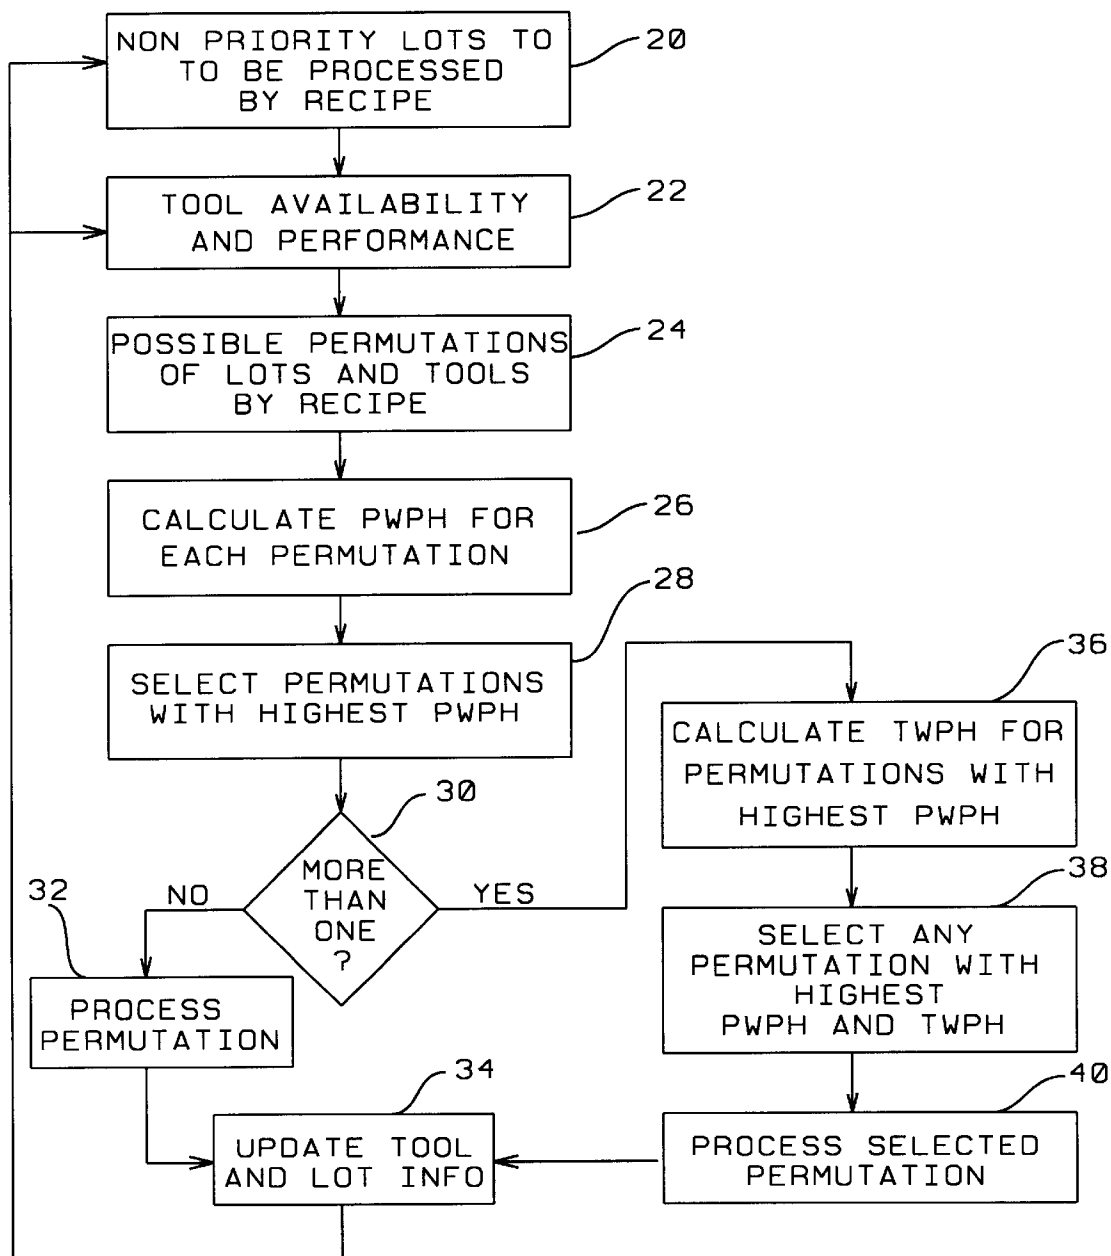 NON PRIORITY LOTS TO
TO BE PROCESSED
BY RECIPE
20
TOOL AVAILABILITY
AND PERFORMANCE
22
POSSIBLE PERMUTATIONS
OF LOTS AND TOOLS
BY RECIPE
24
CALCULATE PWPH FOR
EACH PERMUTATION
26
SELECT PERMUTATIONS
WITH HIGHEST PWPH
28
MORE
THAN
ONE
?
30
NO
YES
32
PROCESS
PERMUTATION
34
UPDATE TOOL
AND LOT INFO
36
CALCULATE TWPH FOR
PERMUTATIONS WITH
HIGHEST PWPH
38
SELECT ANY
PERMUTATION WITH
HIGHEST
PWPH AND TWPH
40
PROCESS SELECTED
PERMUTATION